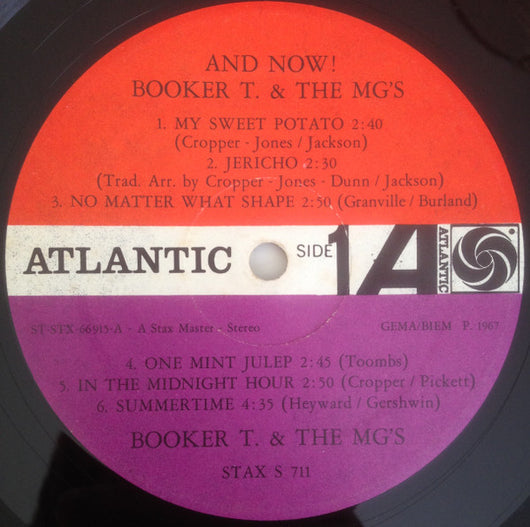 AND NOW!
BOOKER T. & THE MG'S
1. MY SWEET POTATO 2:40
(Cropper - Jones / Jackson)
2. JERICHO 2:30
(Trad. Arr. by Cropper - Jones - Dunn / Jackson)
3. NO MATTER WHAT SHAPE 2:50 (Granville / Burland)
ATLANTIC
SIDE 1
A
ATLANTIC
ST-STX-66915-A - A Stax Master - Stereo
GEMA/BIEM P. 1967
4. ONE MINT JULEP 2:45 (Toombs)
5. IN THE MIDNIGHT HOUR 2:50 (Cropper / Pickett)
6. SUMMERTIME 4:35 (Heyward / Gershwin)
BOOKER T. & THE MG'S
STAX S 711